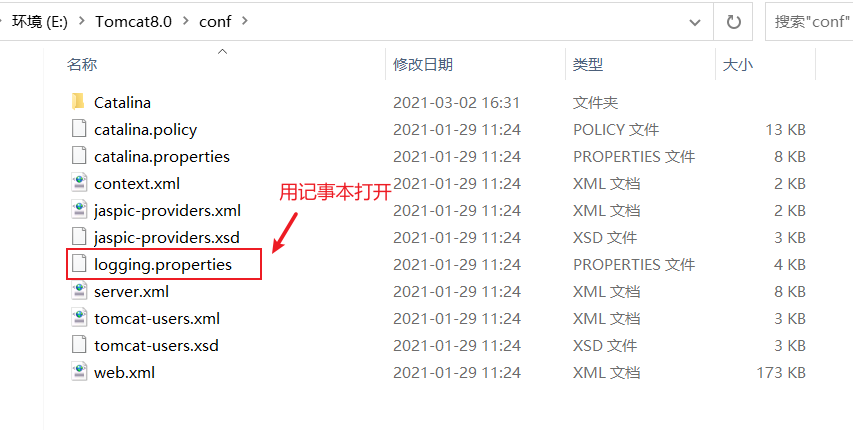 环境 (E:) > Tomcat8.0 > conf >
搜索"conf"
名称 修改日期 类型 大小
Catalina 2021-03-02 16:31 文件夹
catalina.policy 2021-01-29 11:24 POLICY 文件 13 KB
catalina.properties 2021-01-29 11:24 PROPERTIES 文件 8 KB
context.xml 2021-01-29 11:24 XML 文档 2 KB
用记事本打开
jaspic-providers.xml 2021-01-29 11:24 XML 文档 2 KB
jaspic-providers.xsd 2021-01-29 11:24 XSD 文件 3 KB
logging.properties 2021-01-29 11:24 PROPERTIES 文件 4 KB
server.xml 2021-01-29 11:24 XML 文档 8 KB
tomcat-users.xml 2021-01-29 11:24 XML 文档 3 KB
tomcat-users.xsd 2021-01-29 11:24 XSD 文件 3 KB
web.xml 2021-01-29 11:24 XML 文档 173 KB